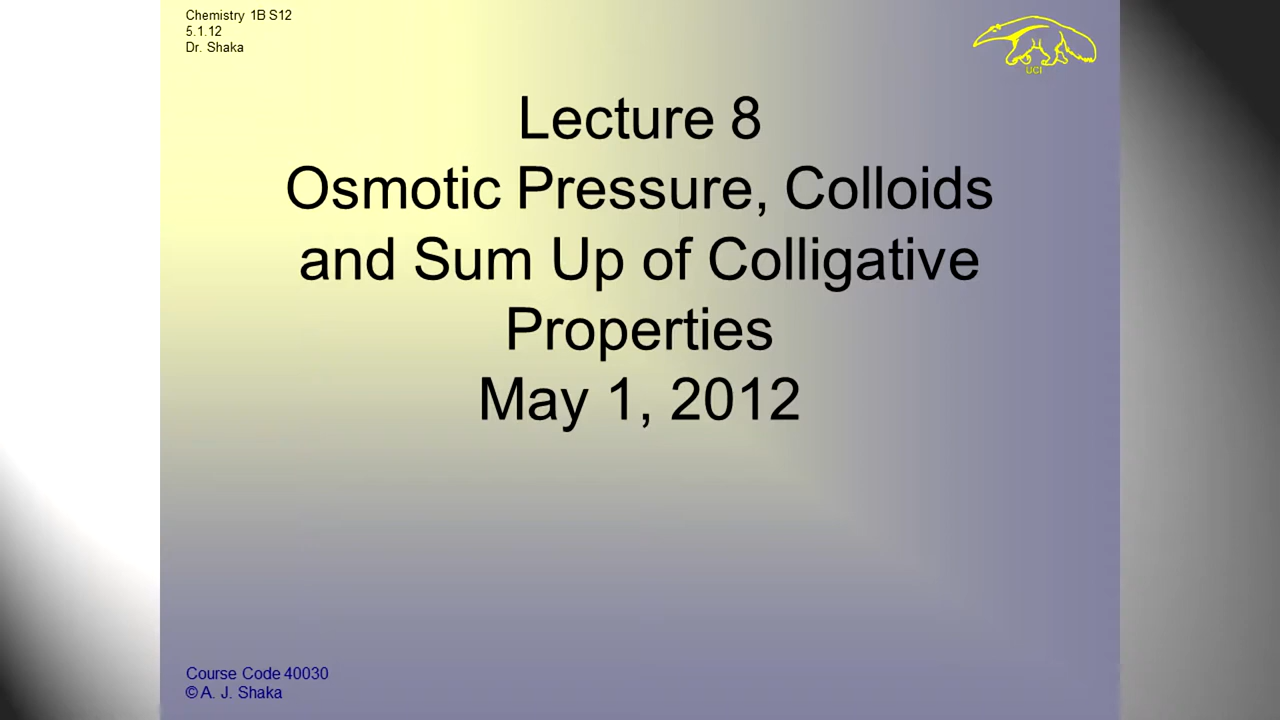 Chemistry 1B S12
5.1.12
Dr. Shaka
UCI
Lecture 8
Osmotic Pressure, Colloids
and Sum Up of Colligative
Properties
May 1, 2012
Course Code 40030
© A. J. Shaka